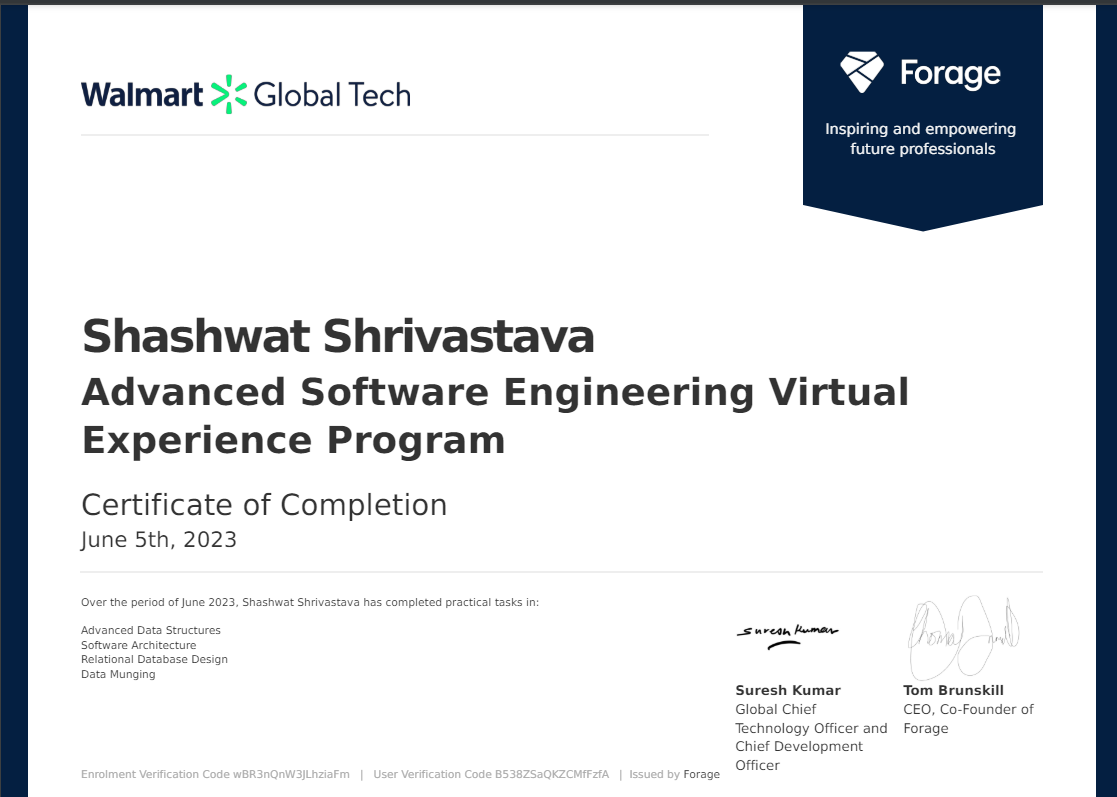 Walmart Global Tech
Forage
Inspiring and empowering
future professionals
Shashwat Shrivastava
Advanced Software Engineering Virtual
Experience Program
Certificate of Completion
June 5th, 2023
Over the period of June 2023, Shashwat Shrivastava has completed practical tasks in:
Advanced Data Structures
Software Architecture
Relational Database Design
Data Munging
Suresh Kumar
Suresh Kumar
Global Chief
Technology Officer and
Chief Development
Officer
Tom Brunskill
CEO, Co-Founder of
Forage
Enrolment Verification Code wBR3nQnW3JLhziaFm | User Verification Code B538ZSaQKZCMfFzfA | Issued by Forage